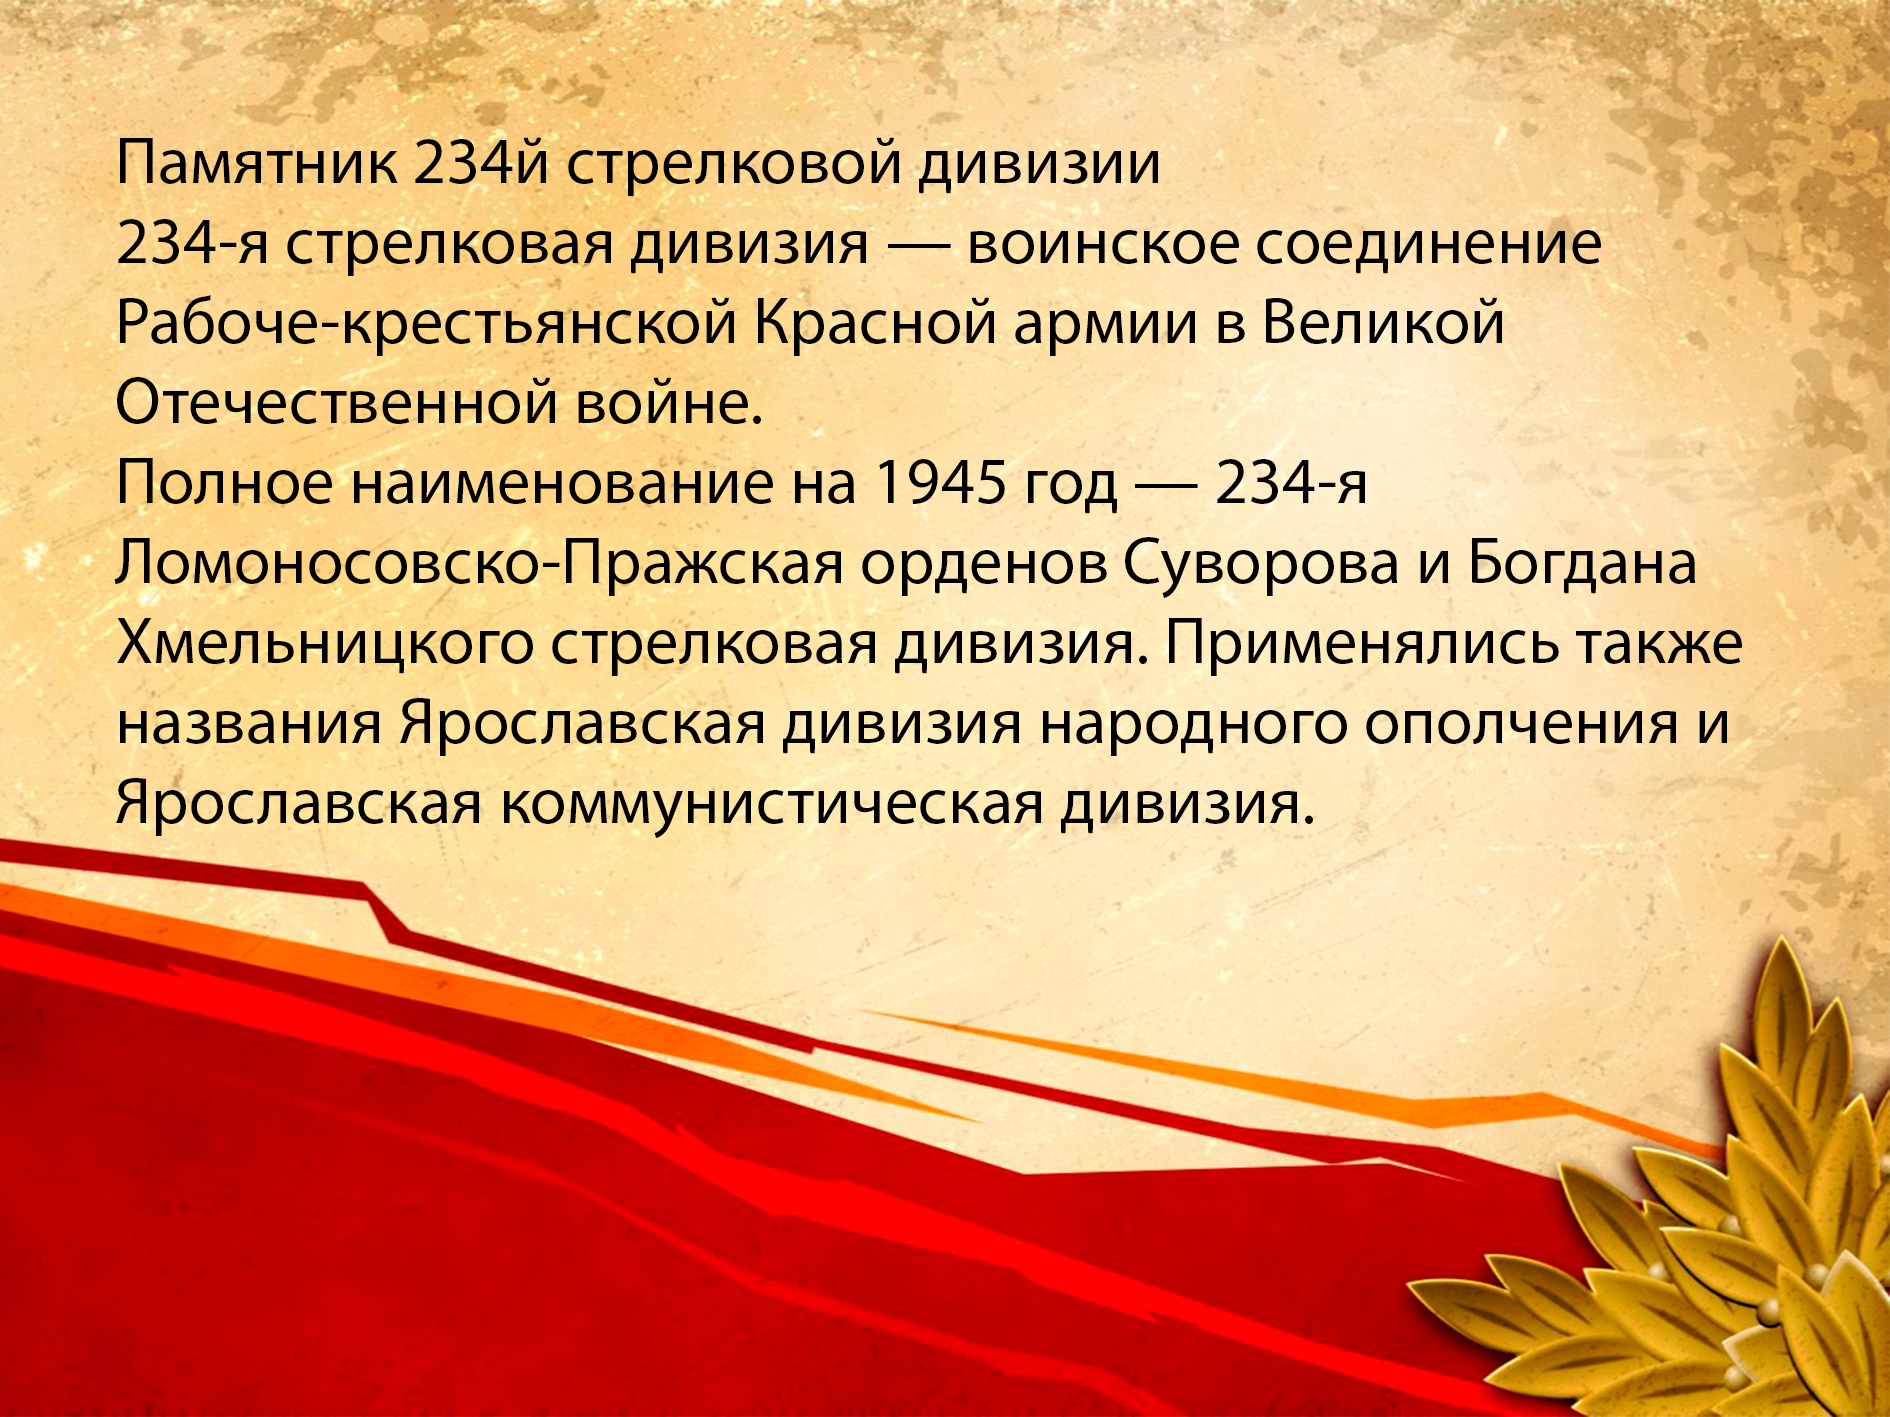 Памятник 234й стрелковой дивизии
234-я стрелковая дивизия — воинское соединение
Рабоче-крестьянской Красной армии в Великой
Отечественной войне.
Полное наименование на 1945 год — 234-я
Ломоносовско-Пражская орденов Суворова и Богдана
Хмельницкого стрелковая дивизия. Применялись также
названия Ярославская дивизия народного ополчения и
Ярославская коммунистическая дивизия.